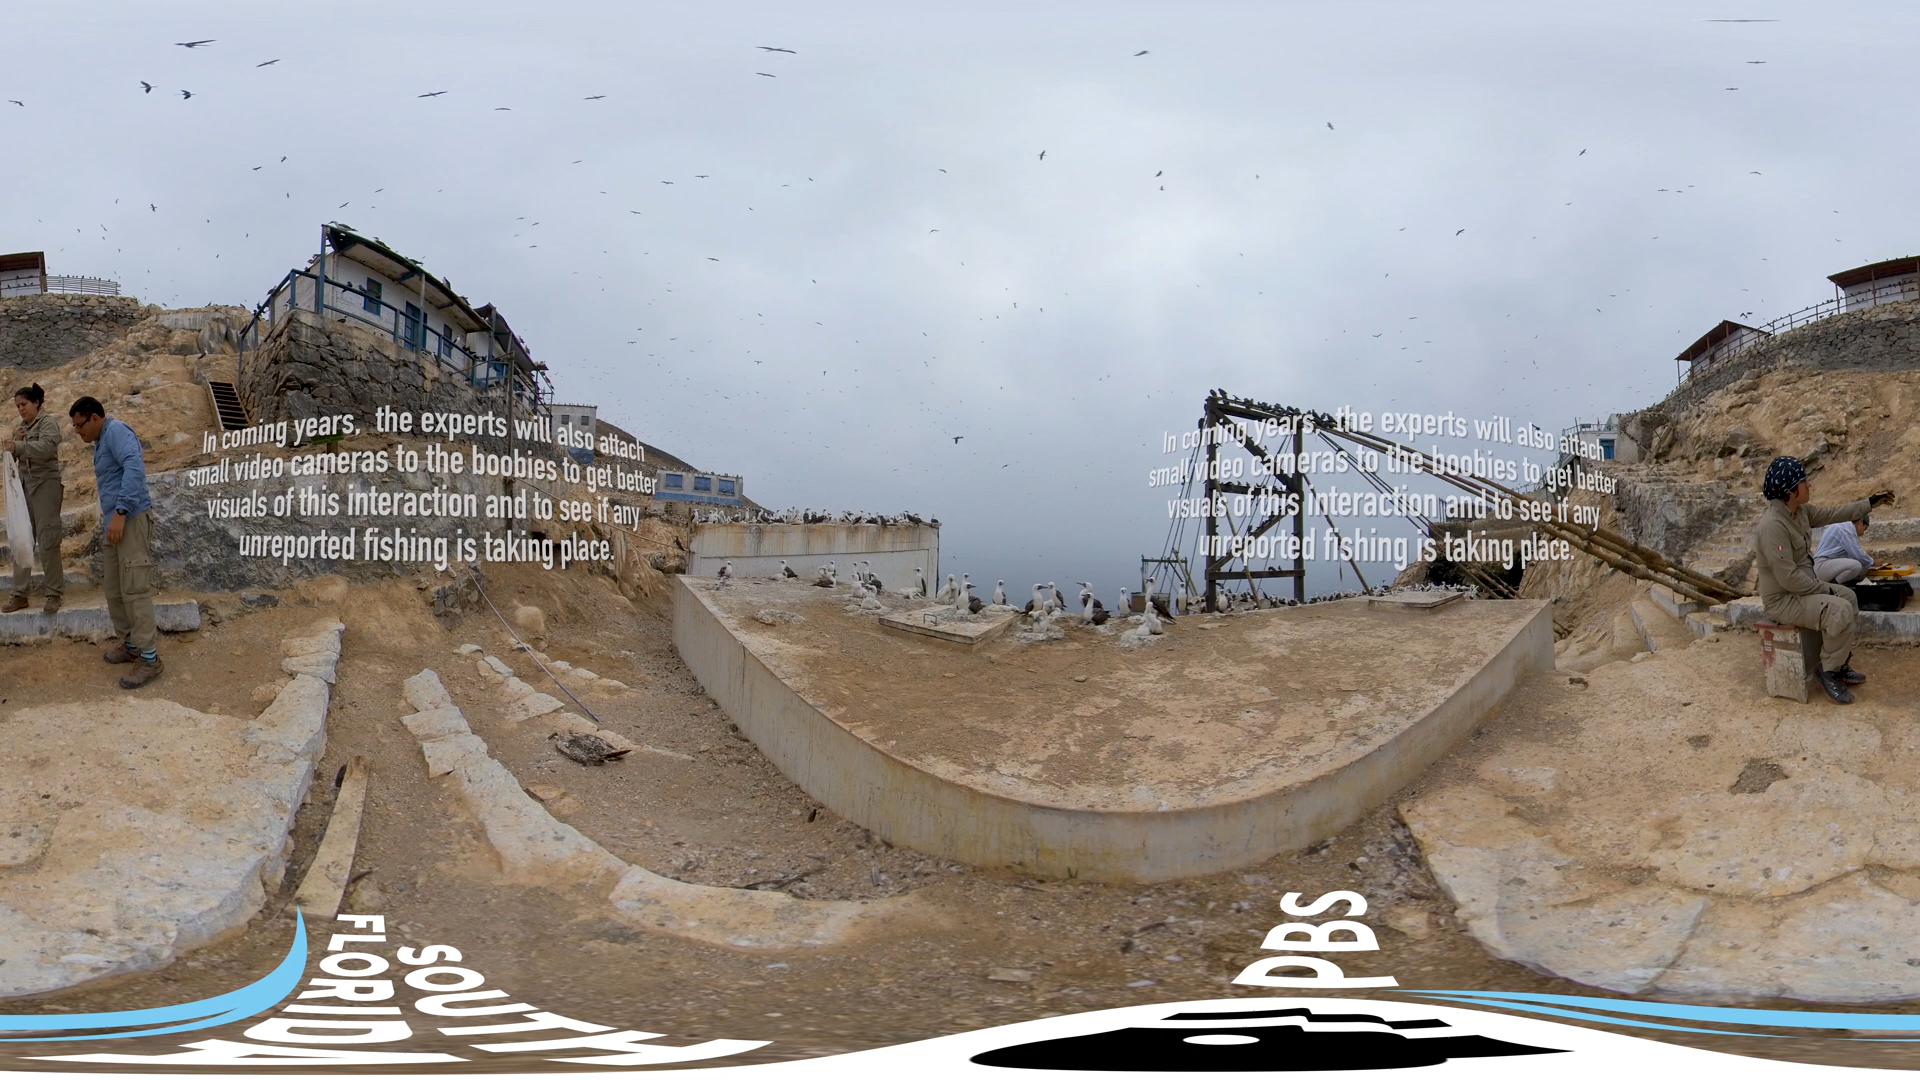 In coming years, the experts will also attach
small video cameras to the boobies to get better
visuals of this interaction and to see if any
unreported fishing is taking place.
In coming years, the experts will also attach
small video cameras to the boobies to get better
visuals of this interaction and to see if any
unreported fishing is taking place.
SOUTH
FLORIDA
PBS